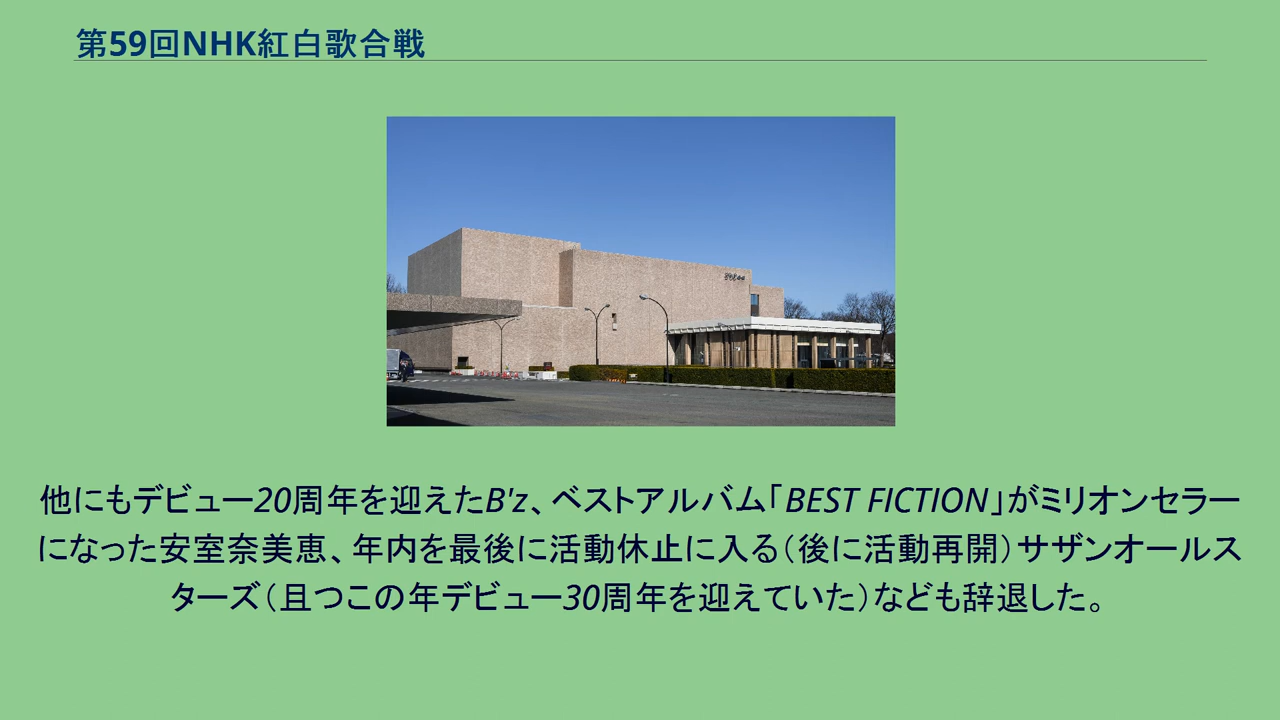 第59回NHK紅白歌合戦
他にもデビュー20周年を迎えたB'z、ベストアルバム「BEST FICTION」がミリオンセラー
になった安室奈美恵、年内を最後に活動休止に入る（後に活動再開）サザンオールス
ターズ（且つこの年デビュー30周年を迎えていた）なども辞退した。